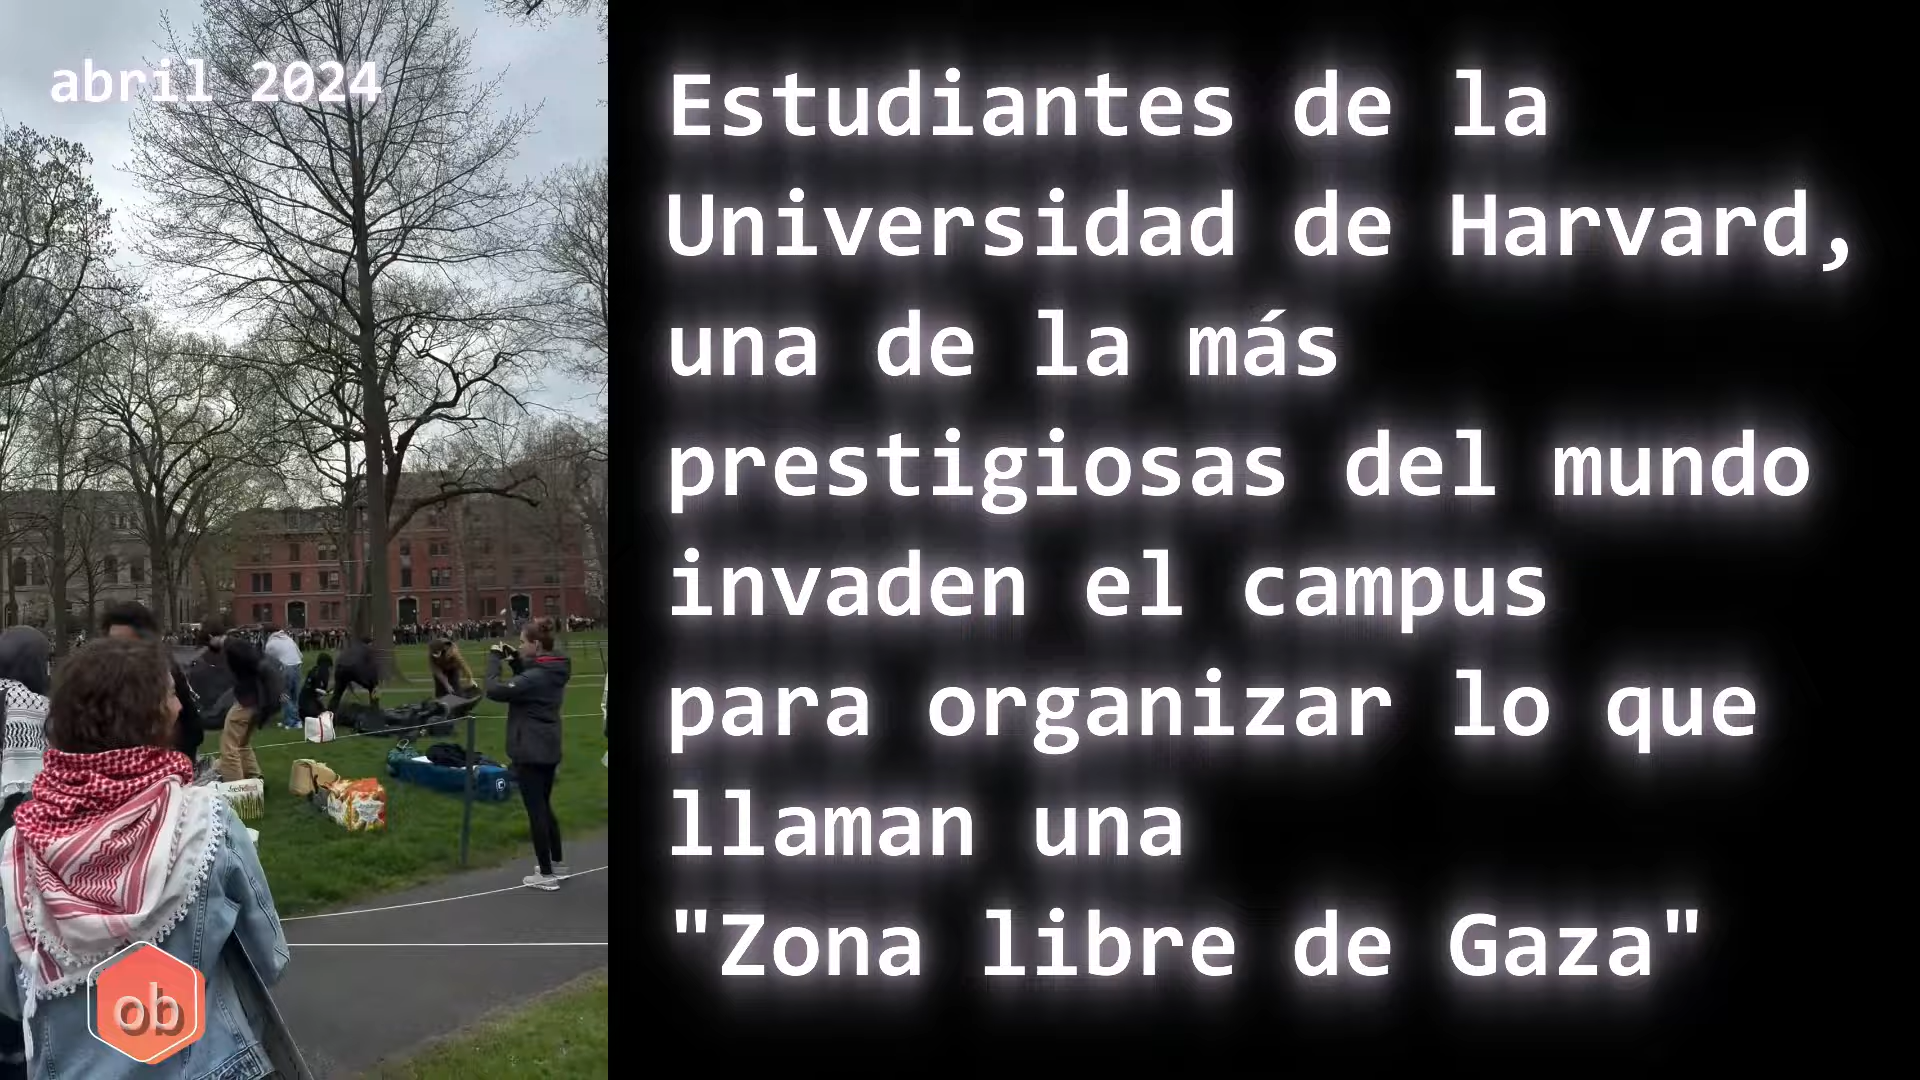 abril 2024
Estudiantes de la
Universidad de Harvard,
una de la más
prestigiosas del mundo
invaden el campus
para organizar lo que
llaman una
"Zona libre de Gaza"
ob